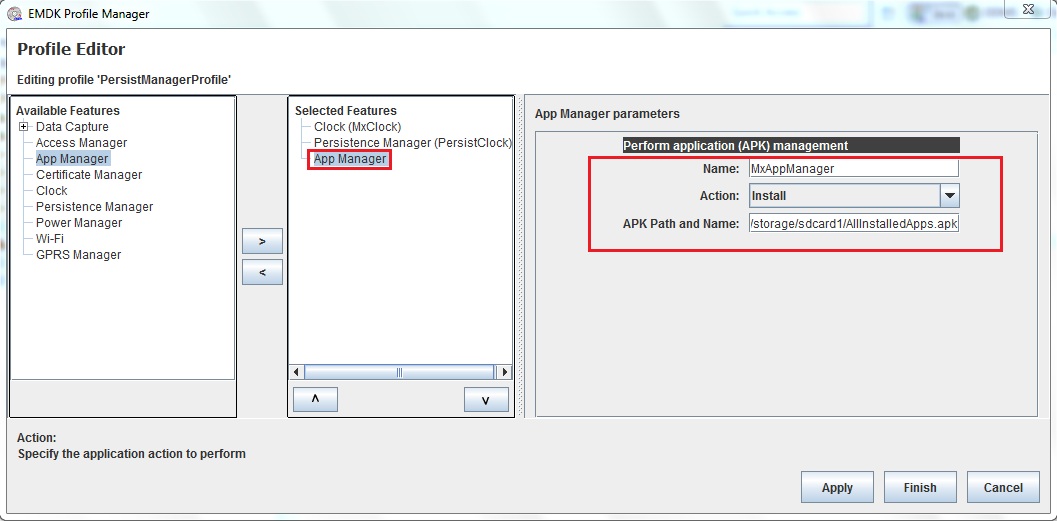 EMDK Profile Manager
Profile Editor
Editing profile 'PersistManagerProfile'
Available Features
Data Capture
Access Manager
App Manager
Certificate Manager
Clock
Persistence Manager
Power Manager
Wi-Fi
GPRS Manager
>
<
Selected Features
Clock (MxClock)
Persistence Manager (PersistClock)
App Manager
^
v
App Manager parameters
Perform application (APK) management
Name: MxAppManager
Action: Install
APK Path and Name: /storage/sdcard1/AllInstalledApps.apk
Action:
Specify the application action to perform
Apply Finish Cancel